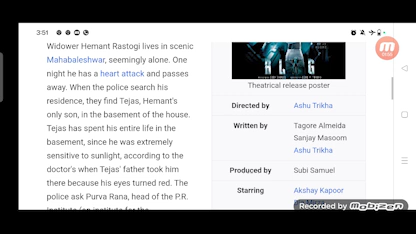 3:51
Widower Hemant Rastogi lives in scenic
Mahabaleshwar, seemingly alone. One
night he has a heart attack and passes
away. When the police search his
residence, they find Tejas, Hemant's
only son, in the basement of the house.
Tejas has spent his entire life in the
basement, since he was extremely
sensitive to sunlight, according to the
doctor's when Tejas' father took him
there because his eyes turned red. The
police ask Purva Rana, head of the P.R.
Theatrical release poster
Directed by Ashu Trikha
Written by Tagore Almeida
Sanjay Masoom
Ashu Trikha
Produced by Subi Samuel
Starring Akshay Kapoor
Recorded by Mobizen